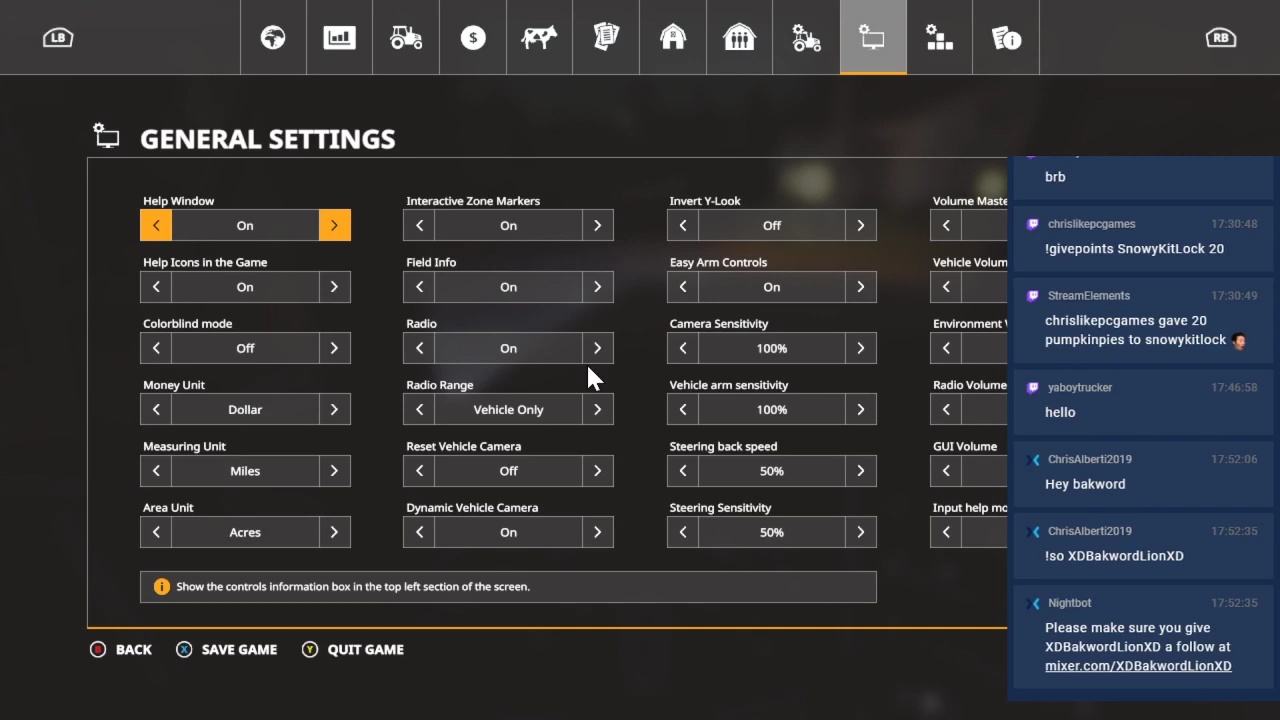 LB
RB
GENERAL SETTINGS
Help Window
On
Interactive Zone Markers
On
Invert Y-Look
Off
Volume Maste
Help Icons in the Game
On
Field Info
On
Easy Arm Controls
On
Vehicle Volum
Colorblind mode
Off
Radio
On
Camera Sensitivity
100%
Environment
Money Unit
Dollar
Radio Range
Vehicle Only
Vehicle arm sensitivity
100%
Radio Volume
Measuring Unit
Miles
Reset Vehicle Camera
Off
Steering back speed
50%
GUI Volume
Area Unit
Acres
Dynamic Vehicle Camera
On
Steering Sensitivity
50%
Input help mo
Show the controls information box in the top left section of the screen.
B BACK
X SAVE GAME
Y QUIT GAME
brb
chrislikepcgames 17:30:48
!givepoints SnowyKitLock 20
StreamElements 17:30:49
chrislikepcgames gave 20
pumpkinpies to snowykitlock
yaboytrucker 17:46:58
hello
ChrisAlberti2019 17:52:06
Hey bakword
ChrisAlberti2019 17:52:35
!so XDBakwordLionXD
Nightbot 17:52:35
Please make sure you give
XDBakwordLionXD a follow at
mixer.com/XDBakwordLionXD